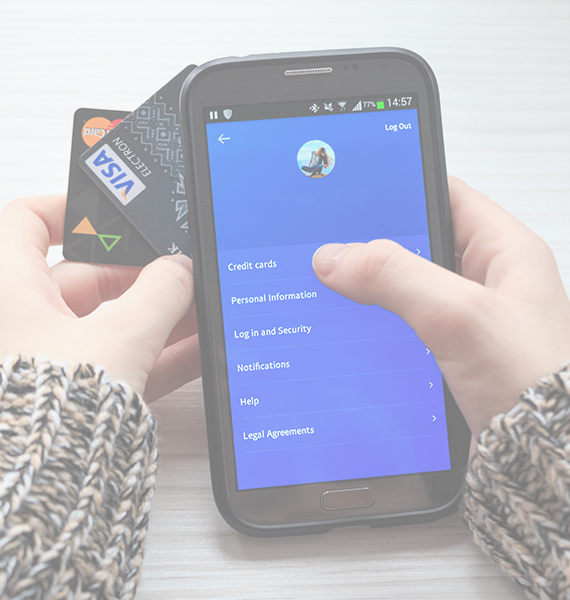 77% 14:57
Log Out
Credit cards
Personal Information
Log in and Security
Notifications
Help
Legal Agreements
VISA
ELECTRON